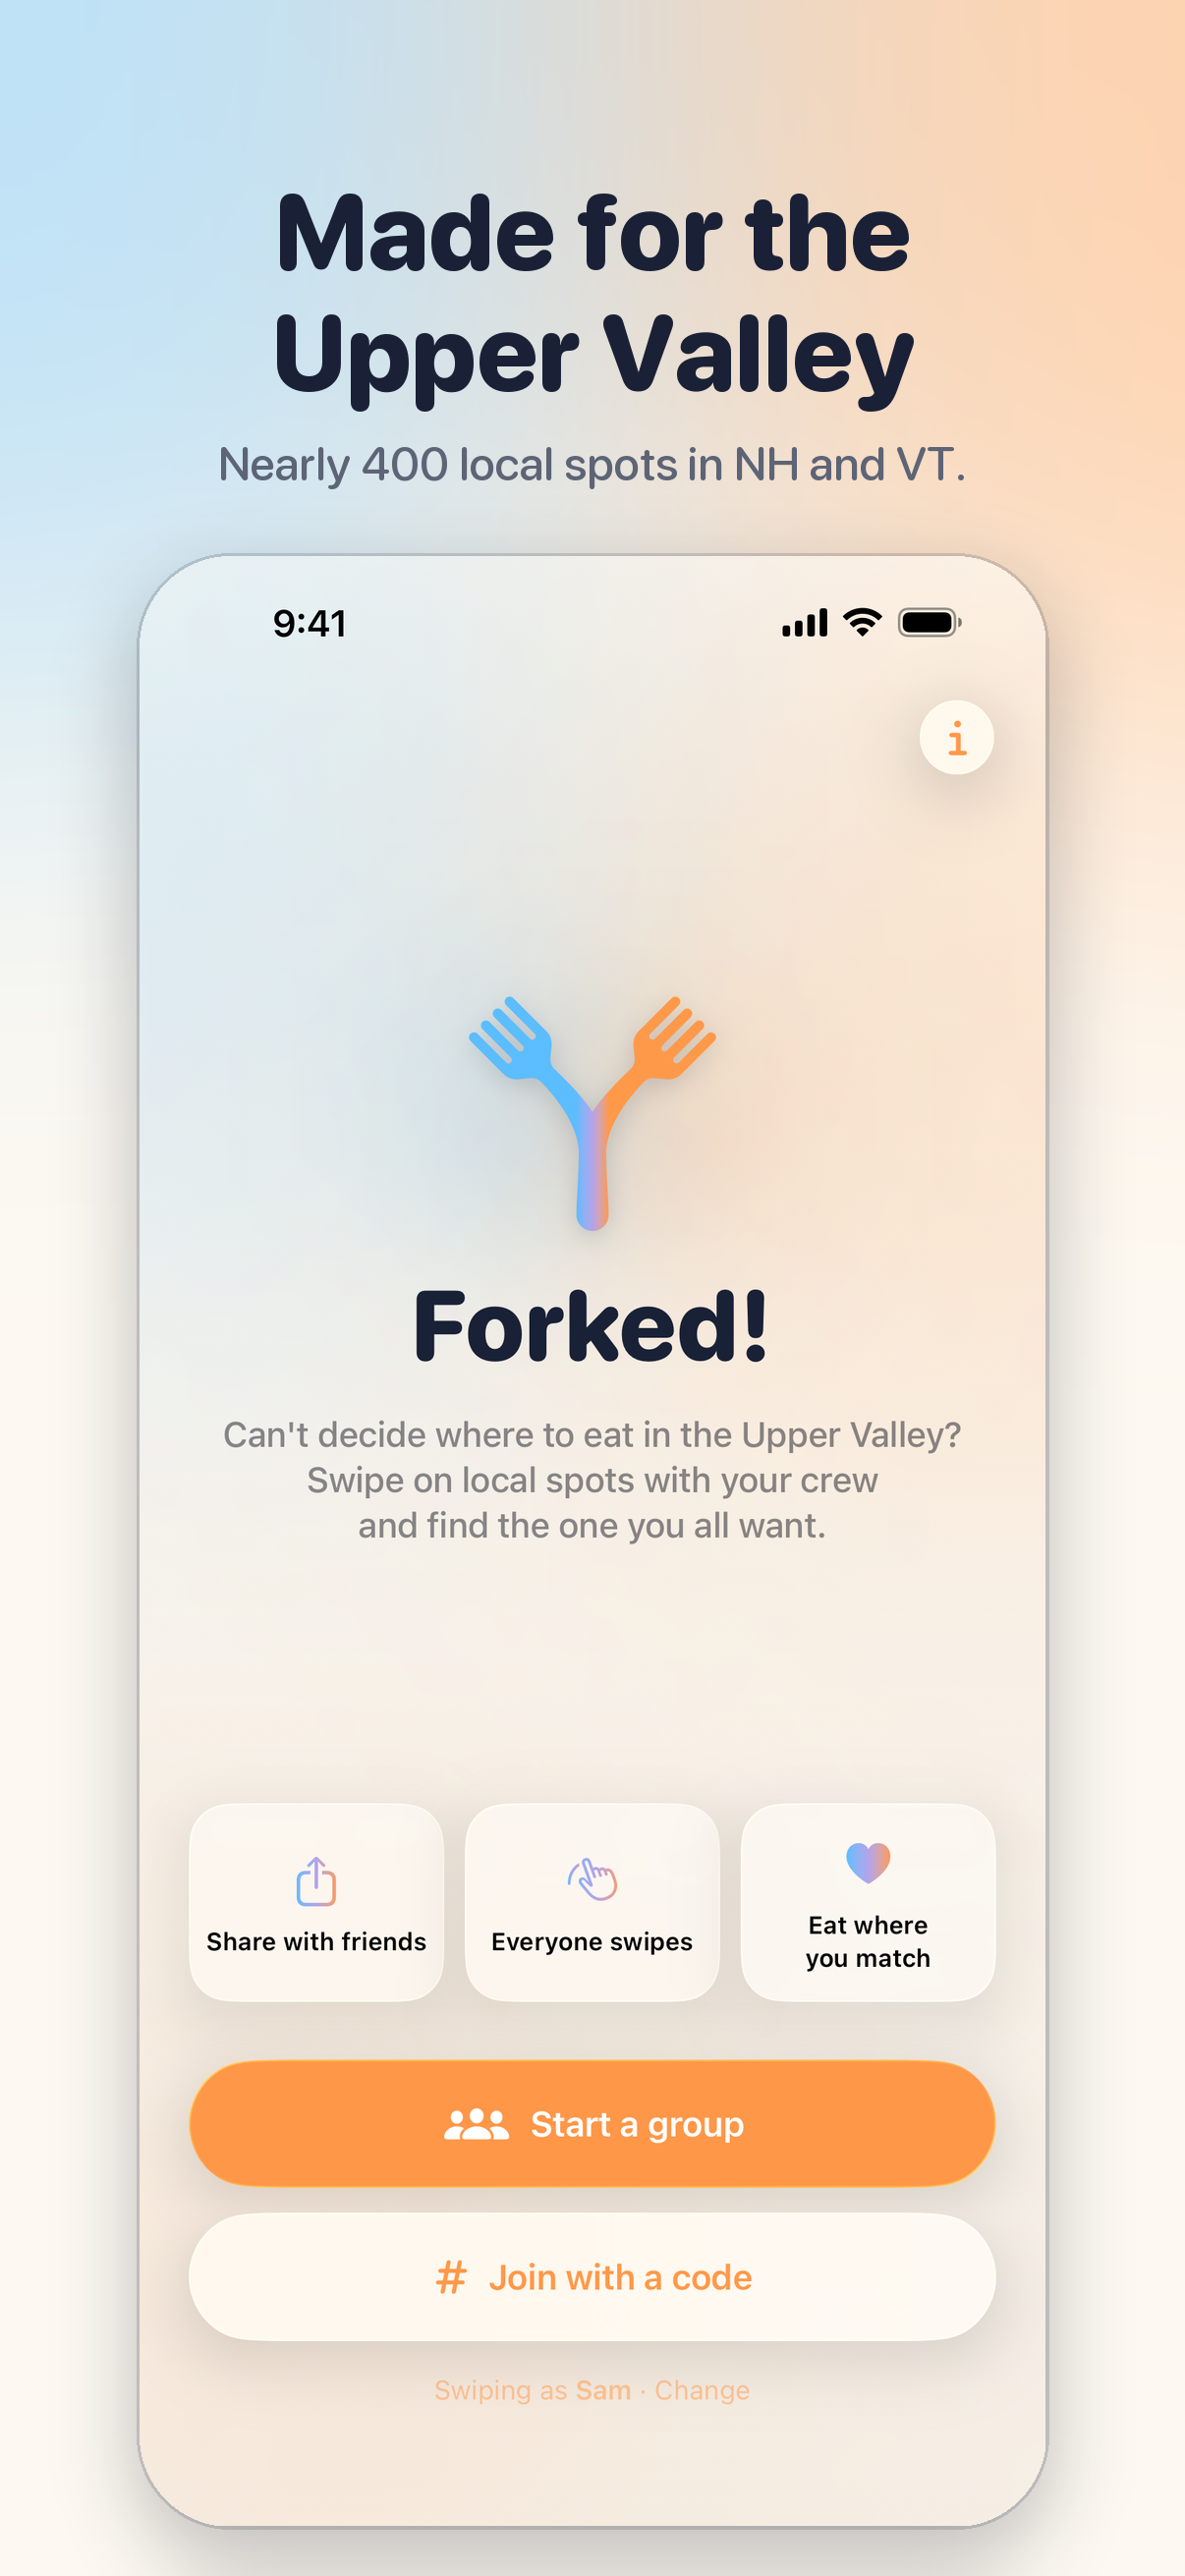 Made for the
Upper Valley
Nearly 400 local spots in NH and VT.
9:41
i
Forked!
Can't decide where to eat in the Upper Valley?
Swipe on local spots with your crew
and find the one you all want.
Share with friends
Everyone swipes
Eat where
you match
Start a group
# Join with a code
Swiping as Sam · Change